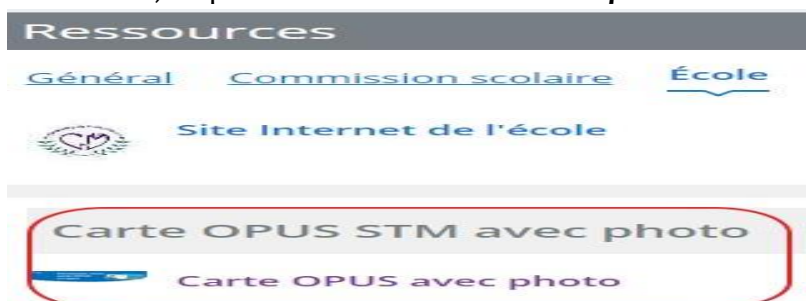 Ressources
Général Commission scolaire École
Site Internet de l'école
Carte OPUS STM avec photo
Carte OPUS avec photo